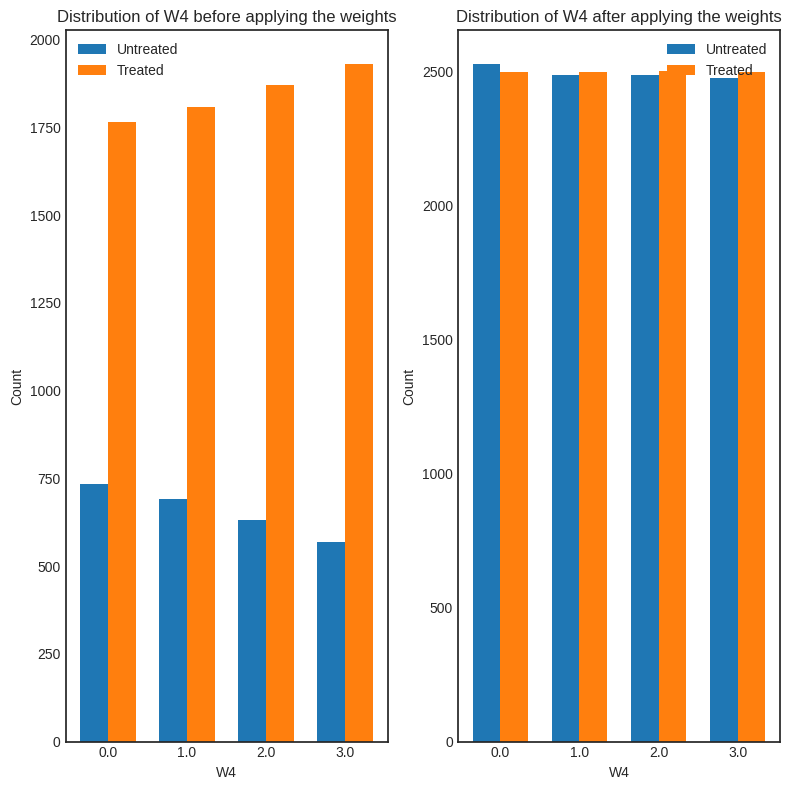 Distribution of W4 before applying the weights
Untreated
Treated
2000
1750
1500
1250
1000
750
500
250
0
Count
0.0 1.0 2.0 3.0
W4
Distribution of W4 after applying the weights
Untreated
Treated
2500
2000
1500
1000
500
0
Count
0.0 1.0 2.0 3.0
W4